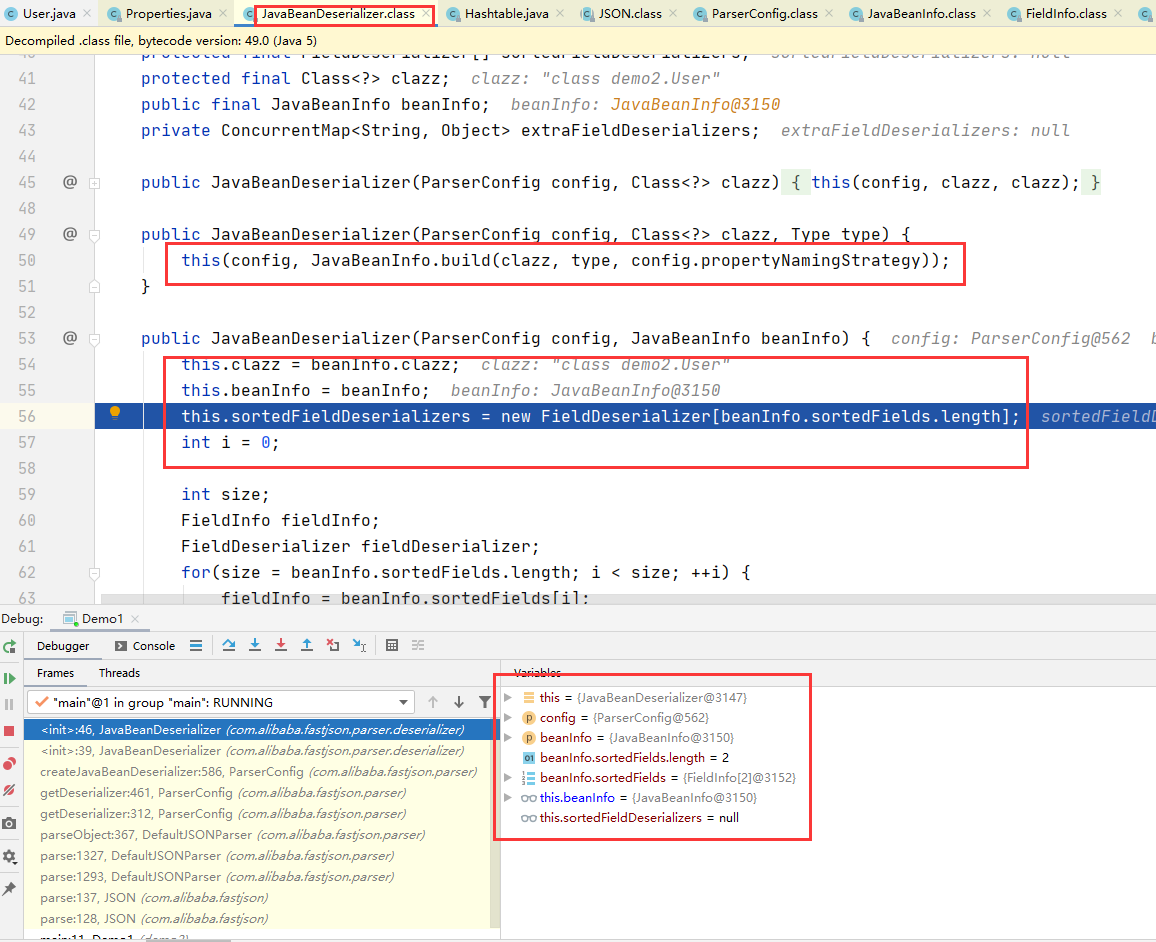 User.java Properties.java JavaBeanDeserializer.class Hashtable.java JSON.class ParserConfig.class JavaBeanInfo.class FieldInfo.class
Decompiled .class file, bytecode version: 49.0 (Java 5)
41 protected final Class<?> clazz; clazz: "class demo2.User"
42 public final JavaBeanInfo beanInfo; beanInfo: JavaBeanInfo@3150
43 private ConcurrentMap<String, Object> extraFieldDeserializers; extraFieldDeserializers: null
44
45 @ public JavaBeanDeserializer(ParserConfig config, Class<?> clazz) { this(config, clazz, clazz); }
48
49 @ public JavaBeanDeserializer(ParserConfig config, Class<?> clazz, Type type) {
50 this(config, JavaBeanInfo.build(clazz, type, config.propertyNamingStrategy));
51 }
52
53 @ public JavaBeanDeserializer(ParserConfig config, JavaBeanInfo beanInfo) { config: ParserConfig@562
54 this.clazz = beanInfo.clazz; clazz: "class demo2.User"
55 this.beanInfo = beanInfo; beanInfo: JavaBeanInfo@3150
56 this.sortedFieldDeserializers = new FieldDeserializer[beanInfo.sortedFields.length]; sortedFieldD
57 int i = 0;
58
59 int size;
60 FieldInfo fieldInfo;
61 FieldDeserializer fieldDeserializer;
62 for(size = beanInfo.sortedFields.length; i < size; ++i) {
63 fieldInfo = beanInfo.sortedFields[i];
Debug: Demo1
Debugger Console
Frames Threads
Variables
"main"@1 in group "main": RUNNING
<init>:46, JavaBeanDeserializer (com.alibaba.fastjson.parser.deserializer)
<init>:39, JavaBeanDeserializer (com.alibaba.fastjson.parser.deserializer)
createJavaBeanDeserializer:586, ParserConfig (com.alibaba.fastjson.parser)
getDeserializer:461, ParserConfig (com.alibaba.fastjson.parser)
getDeserializer:312, ParserConfig (com.alibaba.fastjson.parser)
parseObject:367, DefaultJSONParser (com.alibaba.fastjson.parser)
parse:1327, DefaultJSONParser (com.alibaba.fastjson.parser)
parse:1293, DefaultJSONParser (com.alibaba.fastjson.parser)
parse:137, JSON (com.alibaba.fastjson)
parse:128, JSON (com.alibaba.fastjson)
main:11, Demo1 (demo2)
this = {JavaBeanDeserializer@3147}
config = {ParserConfig@562}
beanInfo = {JavaBeanInfo@3150}
beanInfo.sortedFields.length = 2
beanInfo.sortedFields = {FieldInfo[2]@3152}
this.beanInfo = {JavaBeanInfo@3150}
this.sortedFieldDeserializers = null